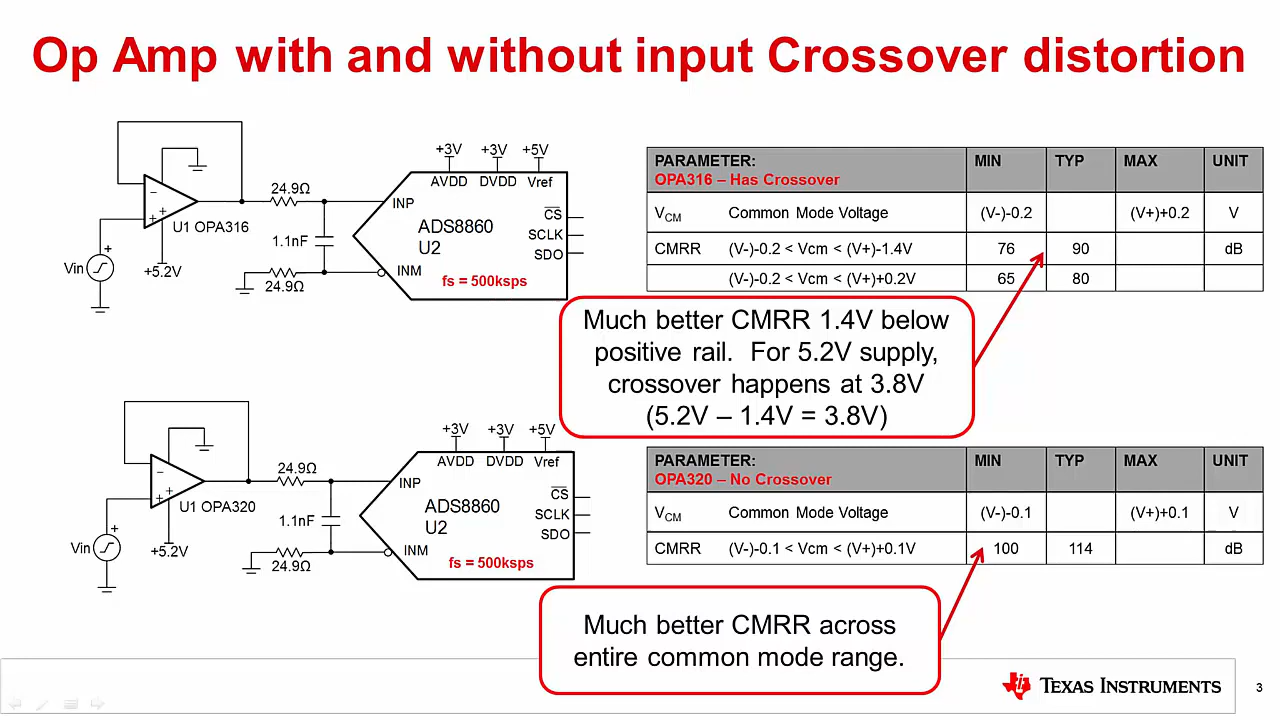 Op Amp with and without input Crossover distortion
+3V +3V +5V
AVDD DVDD Vref
24.9Ω
INP
−
+ +
U1 OPA316
ADS8860
U2
CS
SCLK
SDO
1.1nF
+
Vin
+5.2V
INM
24.9Ω
fs = 500ksps
PARAMETER: MIN TYP MAX UNIT
OPA316 – Has Crossover
VCM Common Mode Voltage (V-)-0.2 (V+)+0.2 V
CMRR (V-)-0.2 < Vcm < (V+)-1.4V 76 90 dB
(V-)-0.2 < Vcm < (V+)+0.2V 65 80
Much better CMRR 1.4V below
positive rail. For 5.2V supply,
crossover happens at 3.8V
(5.2V – 1.4V = 3.8V)
+3V +3V +5V
AVDD DVDD Vref
24.9Ω
INP
−
+ +
U1 OPA320
ADS8860
U2
CS
SCLK
SDO
1.1nF
+
Vin
+5.2V
INM
24.9Ω
fs = 500ksps
PARAMETER: MIN TYP MAX UNIT
OPA320 – No Crossover
VCM Common Mode Voltage (V-)-0.1 (V+)+0.1 V
CMRR (V-)-0.1 < Vcm < (V+)+0.1V 100 114 dB
Much better CMRR across
entire common mode range.
TEXAS INSTRUMENTS
3